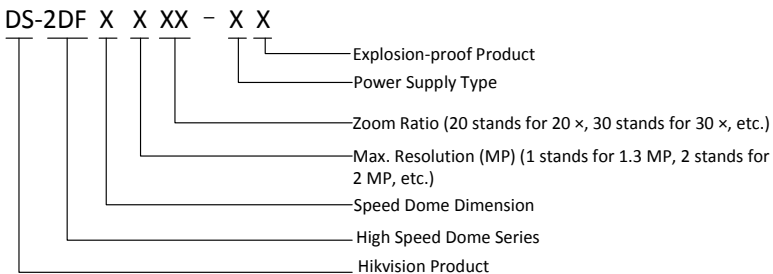 DS-2DF X X XX - X X
Explosion-proof Product
Power Supply Type
Zoom Ratio (20 stands for 20 ×, 30 stands for 30 ×, etc.)
Max. Resolution (MP) (1 stands for 1.3 MP, 2 stands for
2 MP, etc.)
Speed Dome Dimension
High Speed Dome Series
Hikvision Product